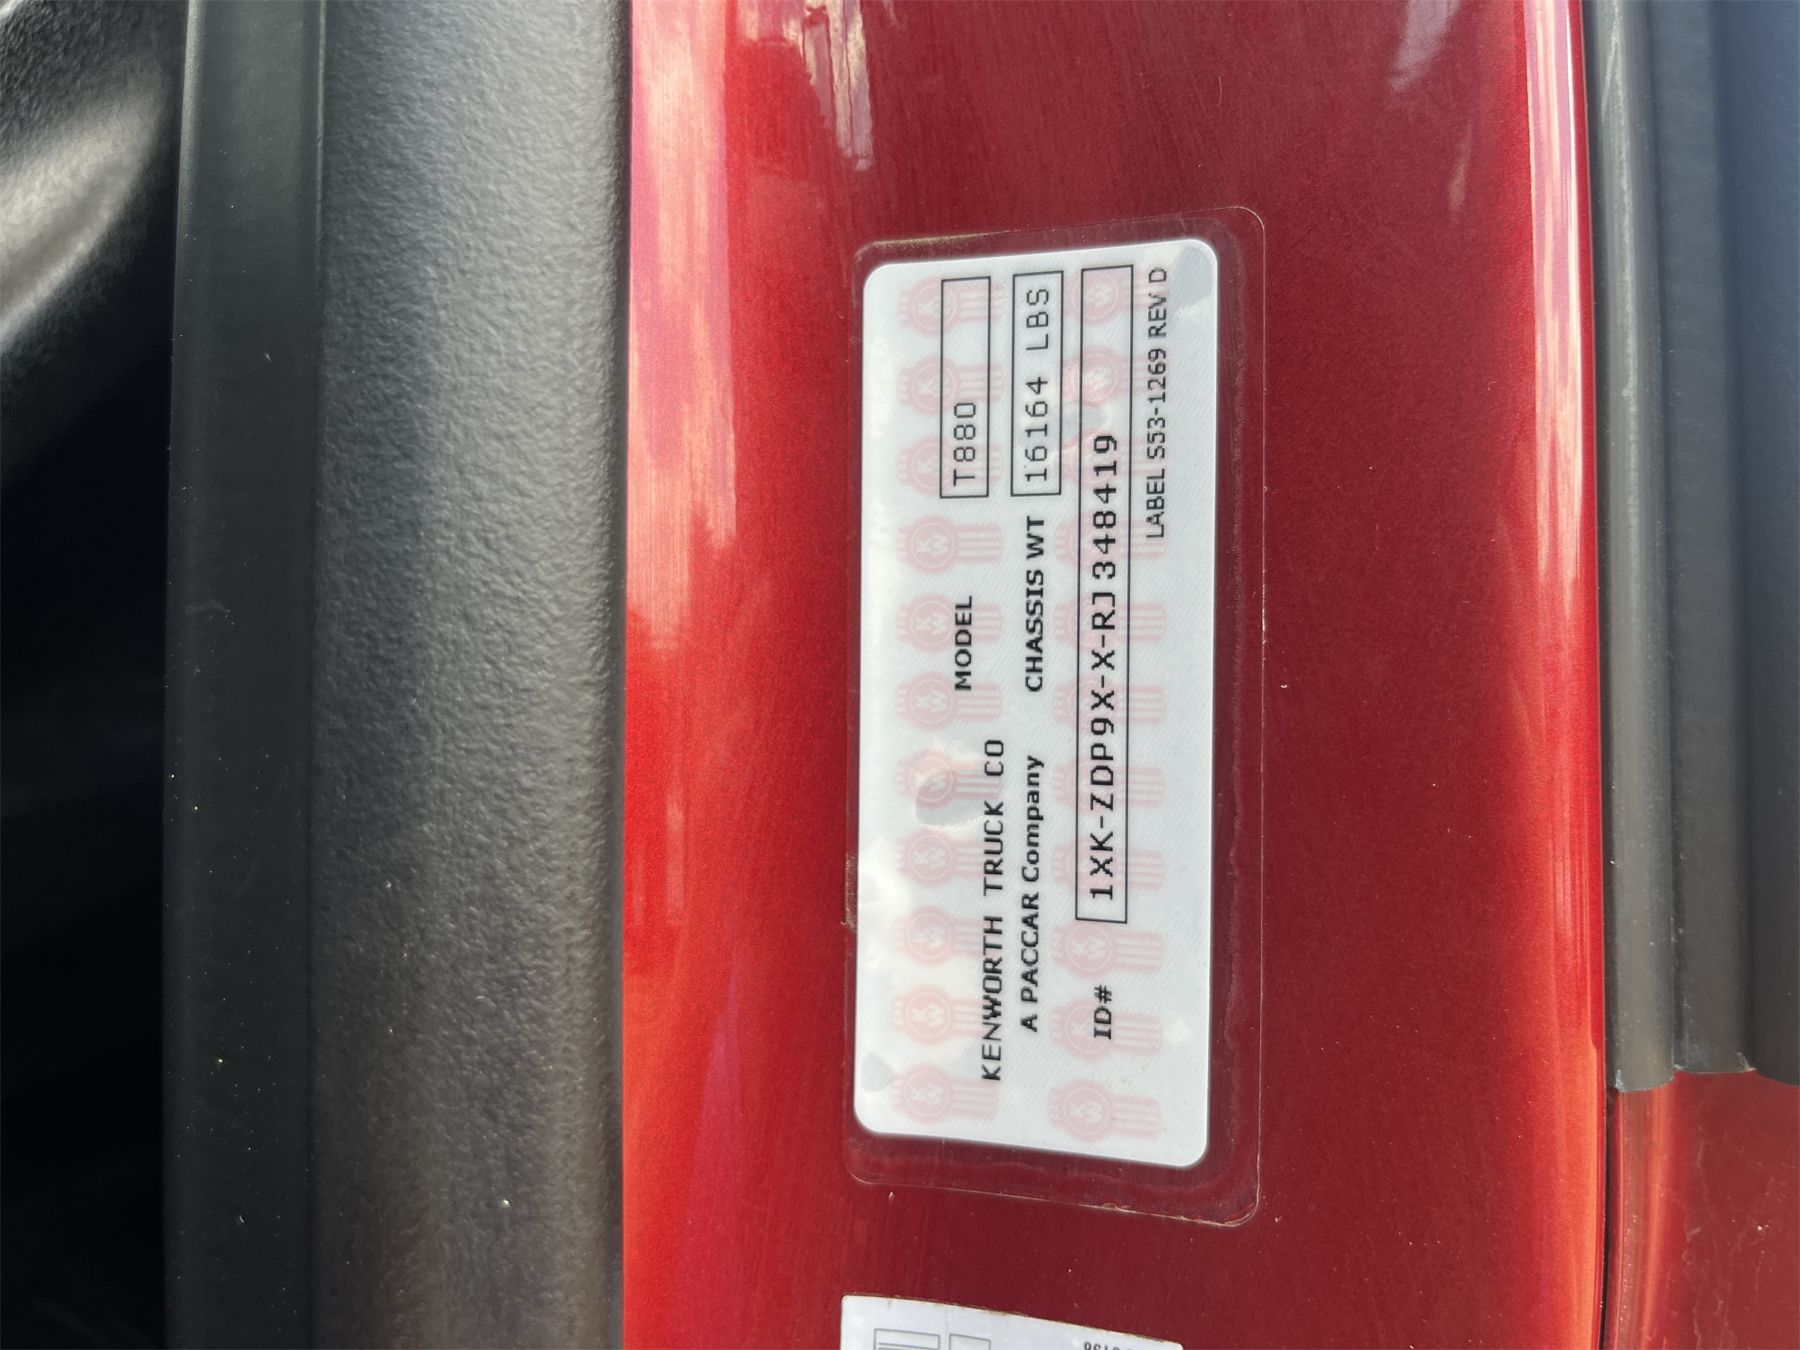 KENWORTH TRUCK CO
A PACCAR Company
MODEL T880
CHASSIS WT 16164 LBS
ID# 1XK-ZDP9X-X-RJ348419
LABEL S53-1269 REV D